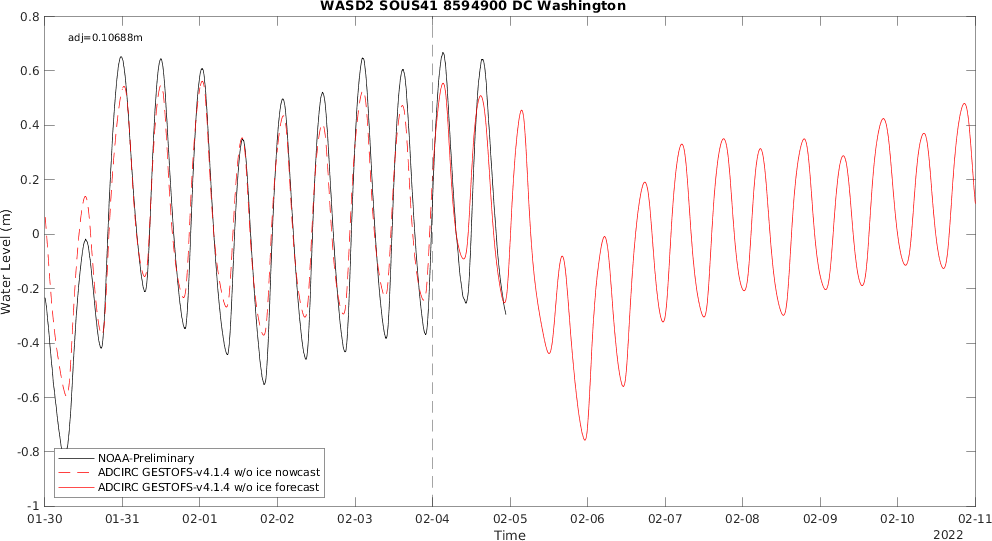 WASD2 SOUS41 8594900 DC Washington
adj=0.10688m
0.8
0.6
0.4
0.2
0
-0.2
-0.4
-0.6
-0.8
-1
Water Level (m)
NOAA-Preliminary
ADCIRC GESTOFS-v4.1.4 w/o ice nowcast
ADCIRC GESTOFS-v4.1.4 w/o ice forecast
01-30 01-31 02-01 02-02 02-03 02-04 02-05 02-06 02-07 02-08 02-09 02-10 02-11
Time
2022